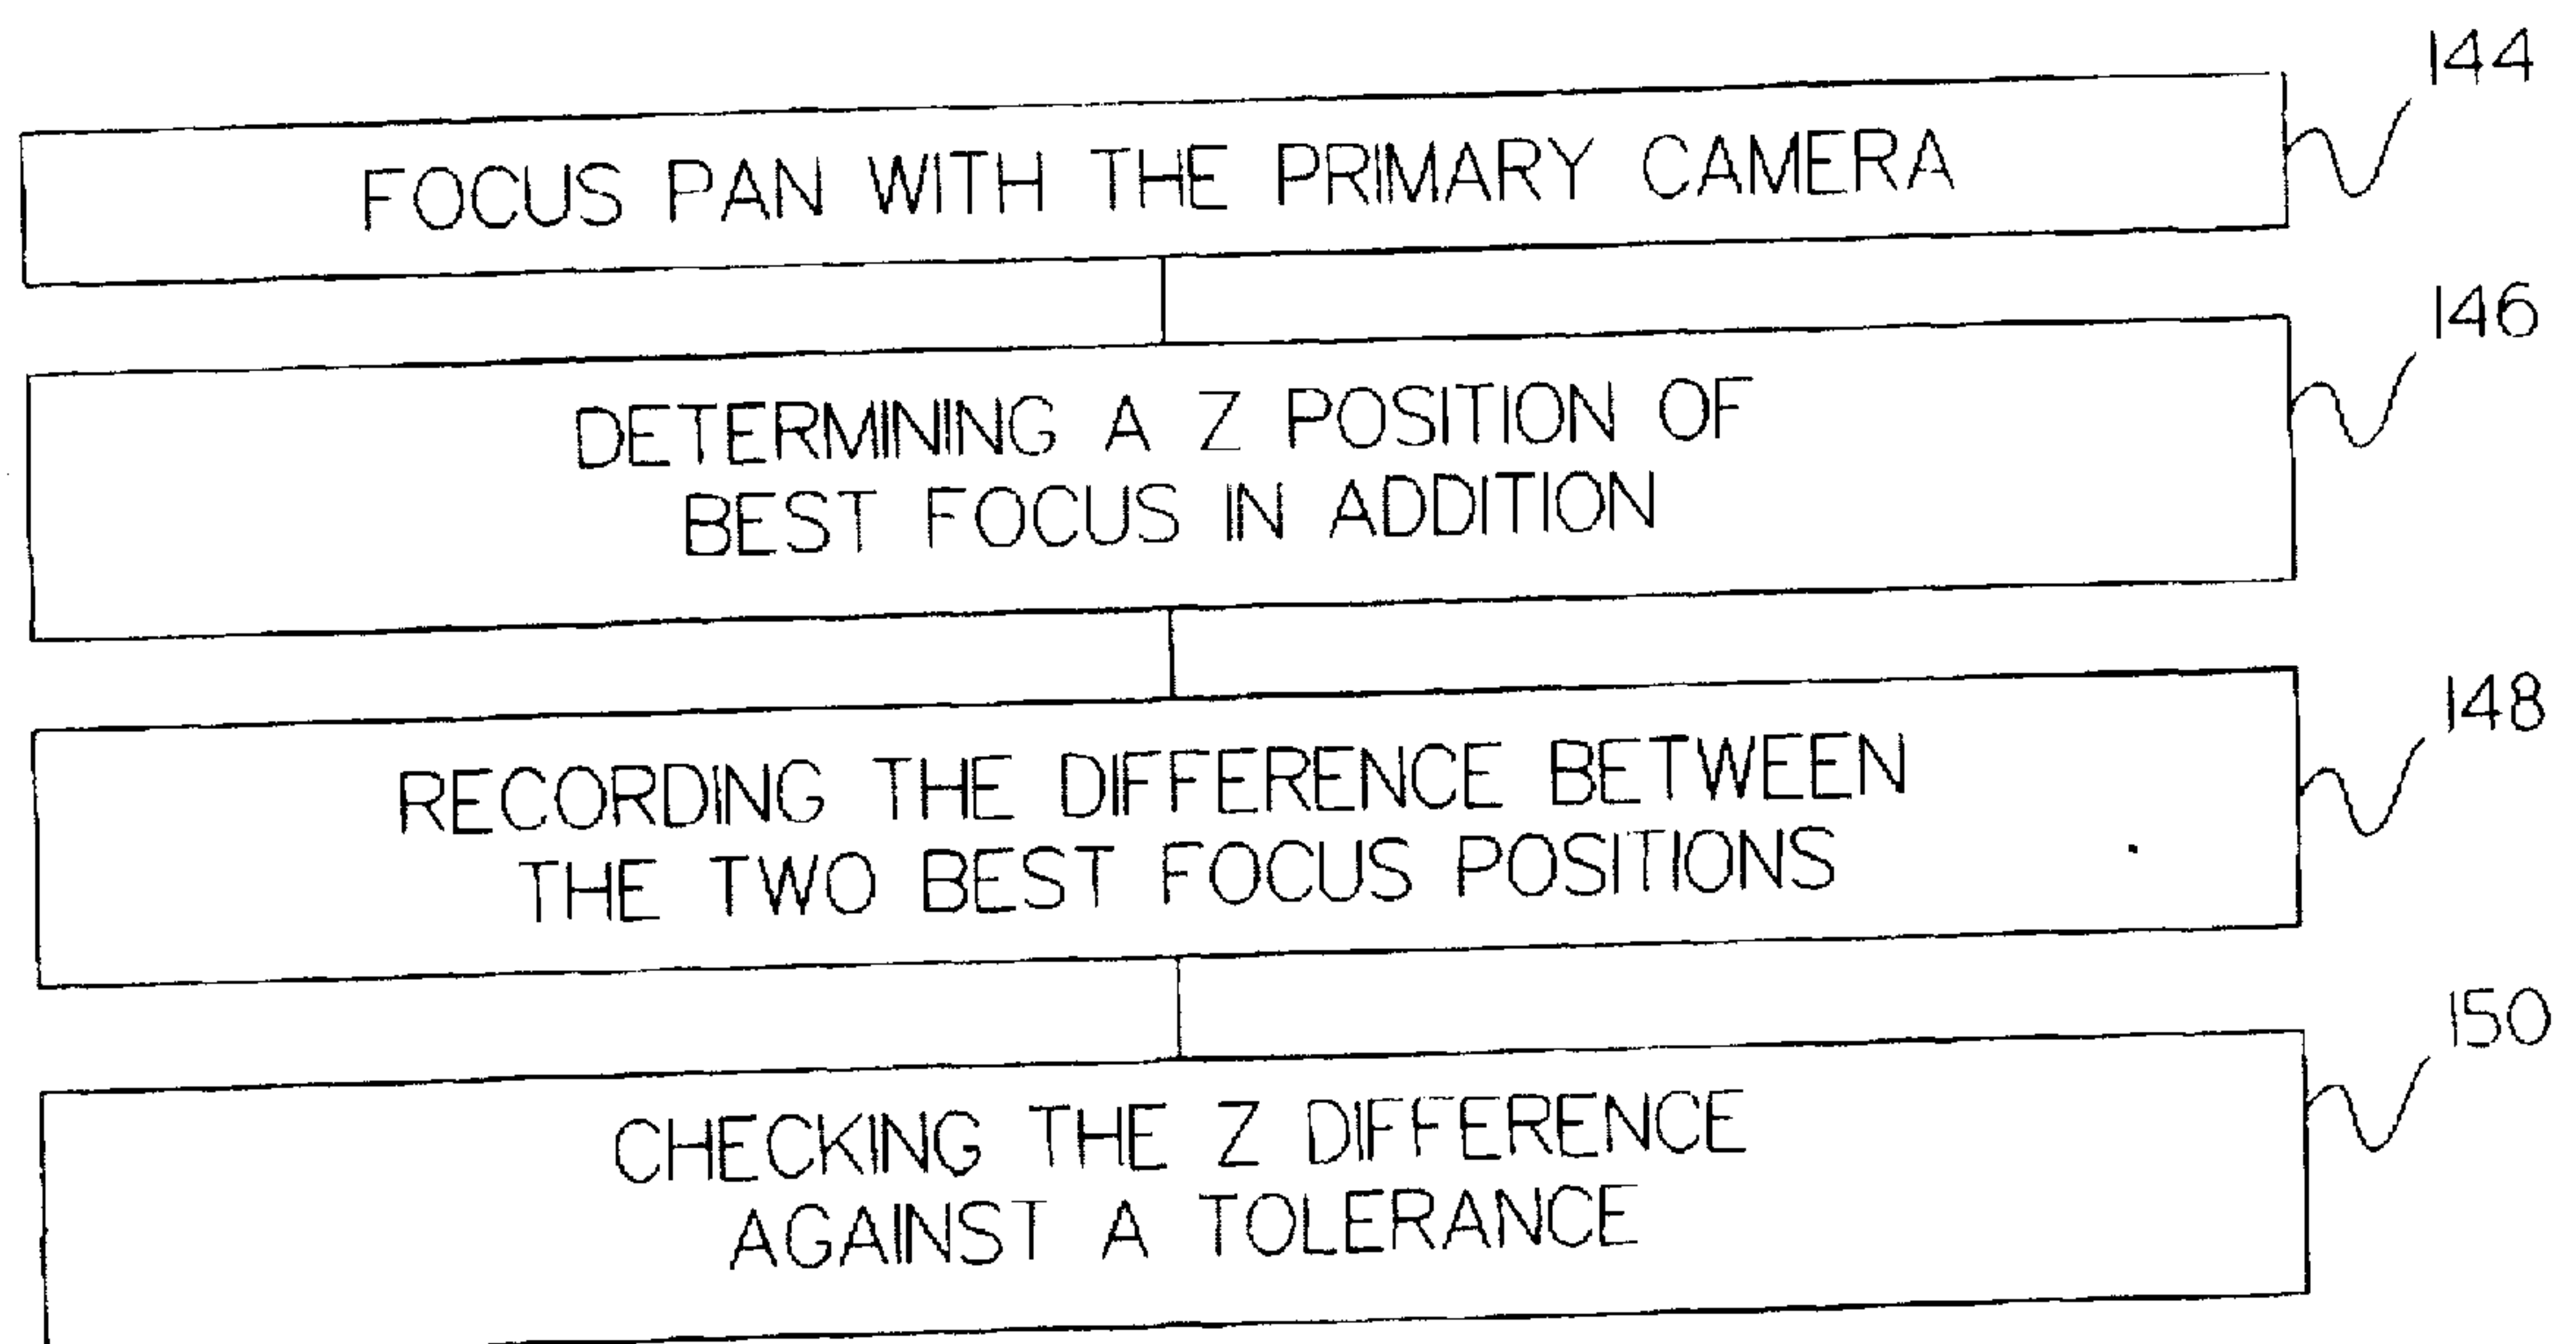 144
FOCUS PAN WITH THE PRIMARY CAMERA
146
DETERMINING A Z POSITION OF
BEST FOCUS IN ADDITION
148
RECORDING THE DIFFERENCE BETWEEN
THE TWO BEST FOCUS POSITIONS
150
CHECKING THE Z DIFFERENCE
AGAINST A TOLERANCE